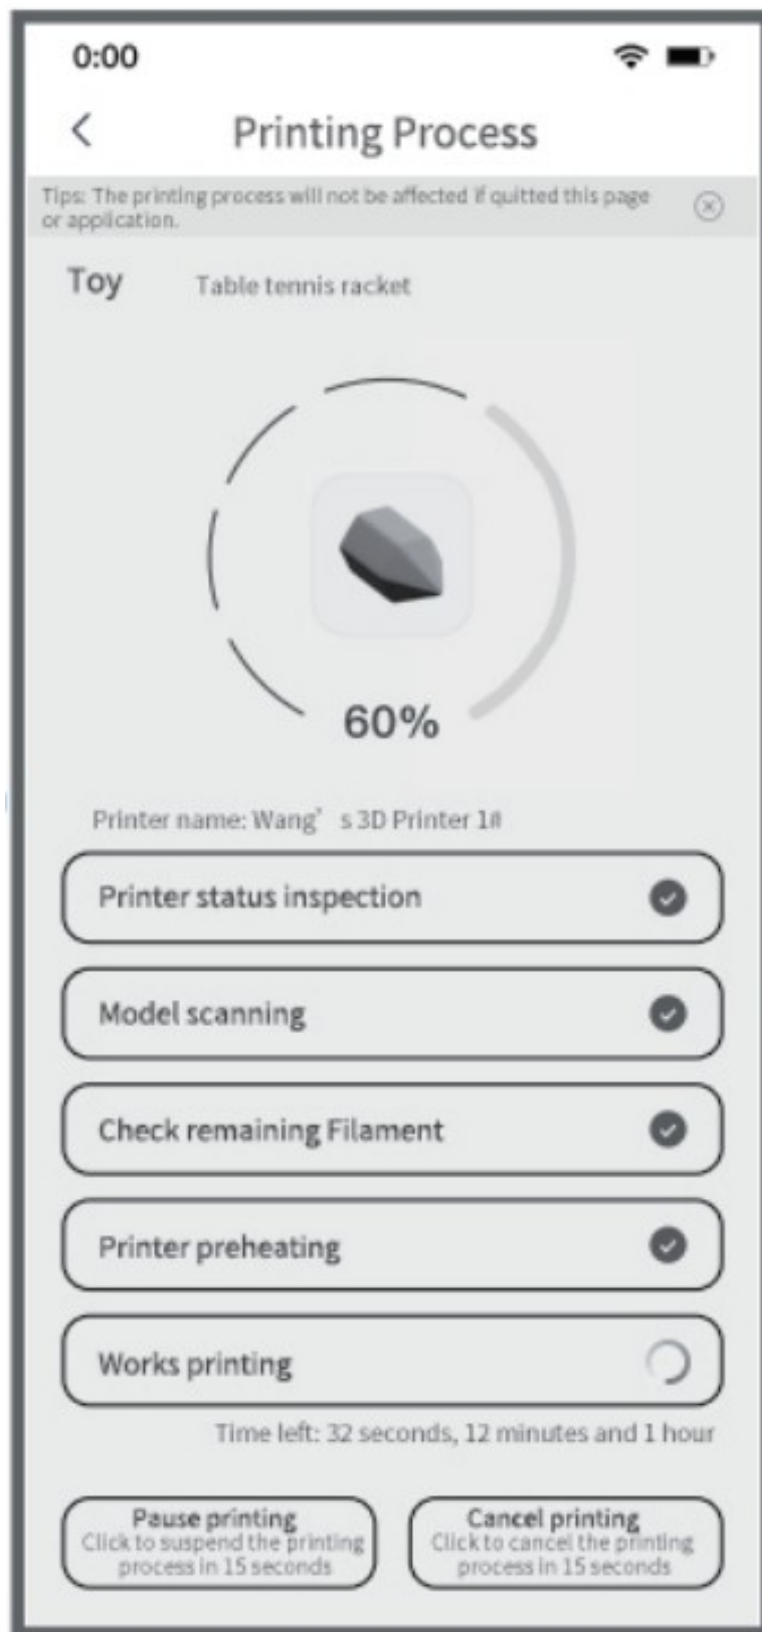 0:00
Printing Process
Tips: The printing process will not be affected if quitted this page
or application.
Toy
Table tennis racket
60%
Printer name: Wang’ s 3D Printer 1#
Printer status inspection
Model scanning
Check remaining Filament
Printer preheating
Works printing
Time left: 32 seconds, 12 minutes and 1 hour
Pause printing
Click to suspend the printing
process in 15 seconds
Cancel printing
Click to cancel the printing
process in 15 seconds